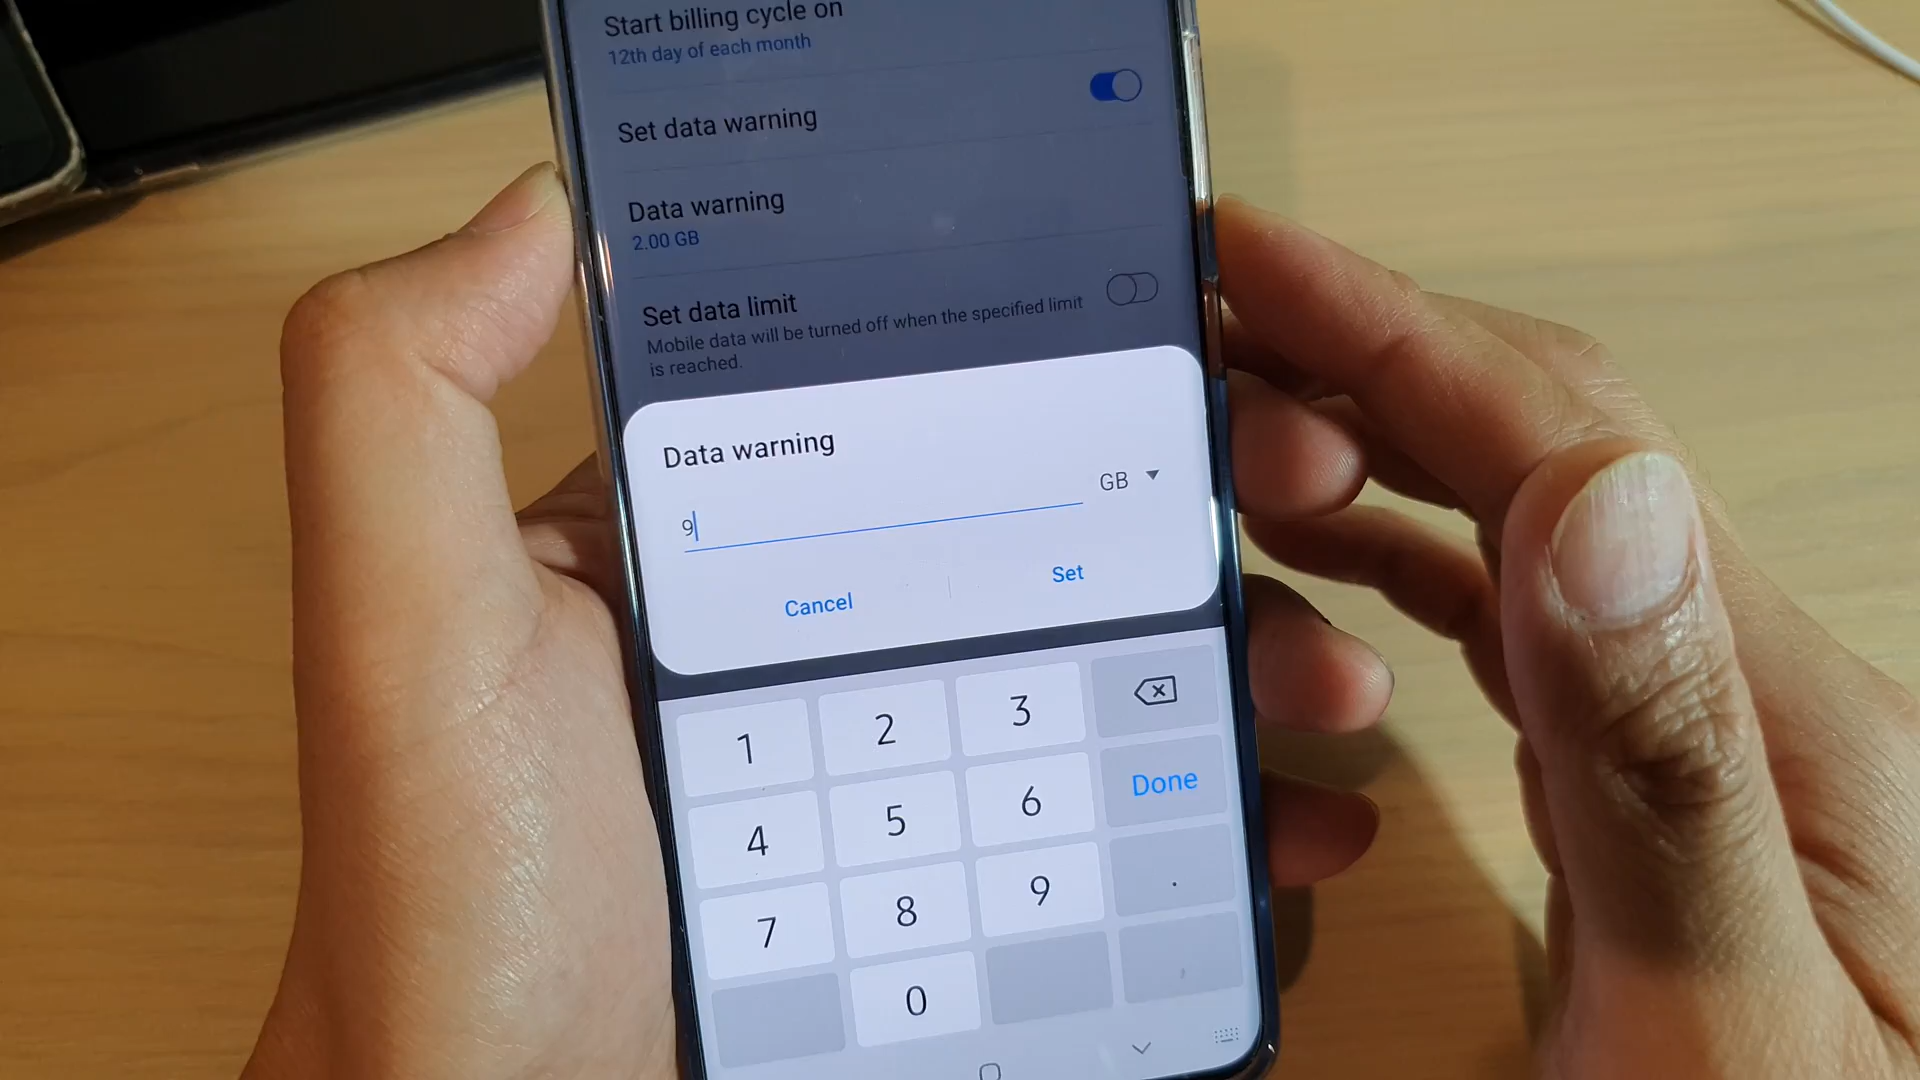 Start billing cycle on
12th day of each month
Set data warning
Data warning
2.00 GB
Set data limit
Mobile data will be turned off when the specified limit
is reached.
Data warning
9 GB
Cancel Set
1 2 3
4 5 6 Done
7 8 9 .
0 ,